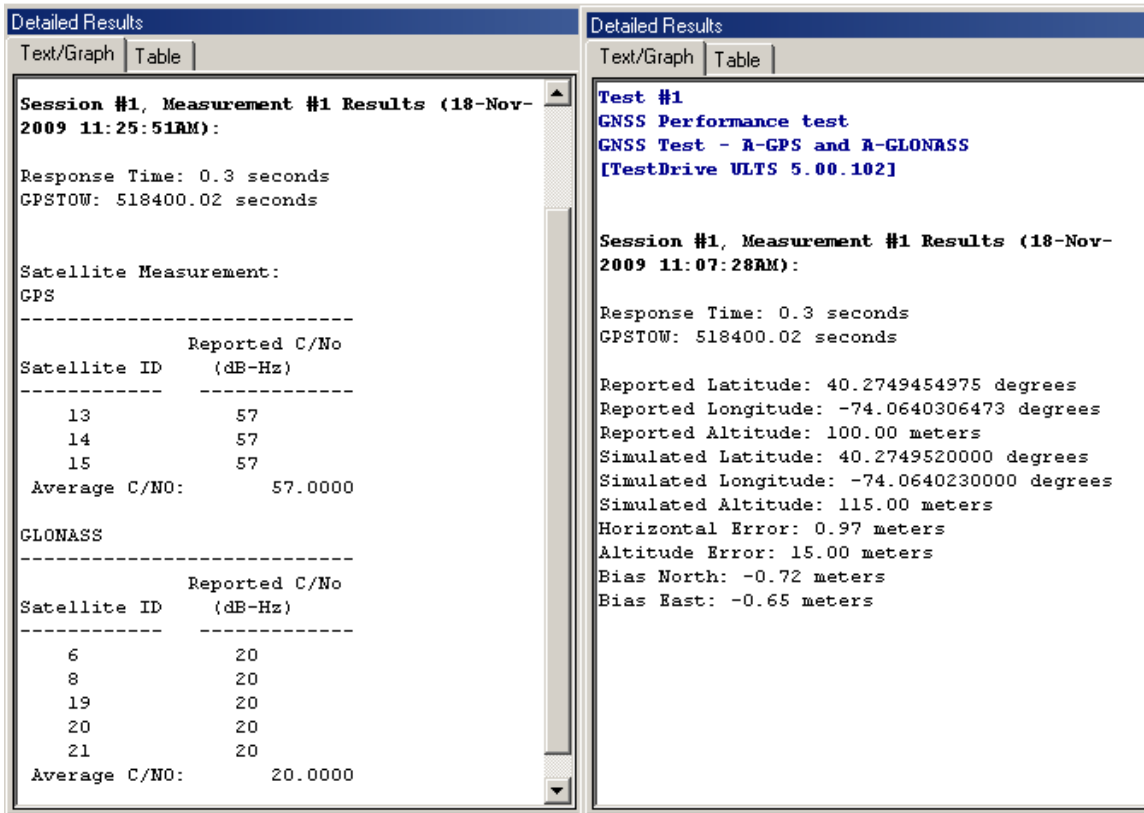 Detailed Results
Text/Graph Table
Session #1, Measurement #1 Results (18-Nov-
2009 11:25:51AM):
Response Time: 0.3 seconds
GPSTOW: 518400.02 seconds
Satellite Measurement:
GPS
----------------------------
Reported C/No
Satellite ID (dB-Hz)
------------ -------------
13 57
14 57
15 57
Average C/N0: 57.0000
GLONASS
----------------------------
Reported C/No
Satellite ID (dB-Hz)
------------ -------------
6 20
8 20
19 20
20 20
21 20
Average C/N0: 20.0000
Detailed Results
Text/Graph Table
Test #1
GNSS Performance test
GNSS Test - A-GPS and A-GLONASS
[TestDrive ULTS 5.00.102]
Session #1, Measurement #1 Results (18-Nov-
2009 11:07:28AM):
Response Time: 0.3 seconds
GPSTOW: 518400.02 seconds
Reported Latitude: 40.2749454975 degrees
Reported Longitude: -74.0640306473 degrees
Reported Altitude: 100.00 meters
Simulated Latitude: 40.2749520000 degrees
Simulated Longitude: -74.0640230000 degrees
Simulated Altitude: 115.00 meters
Horizontal Error: 0.97 meters
Altitude Error: 15.00 meters
Bias North: -0.72 meters
Bias East: -0.65 meters